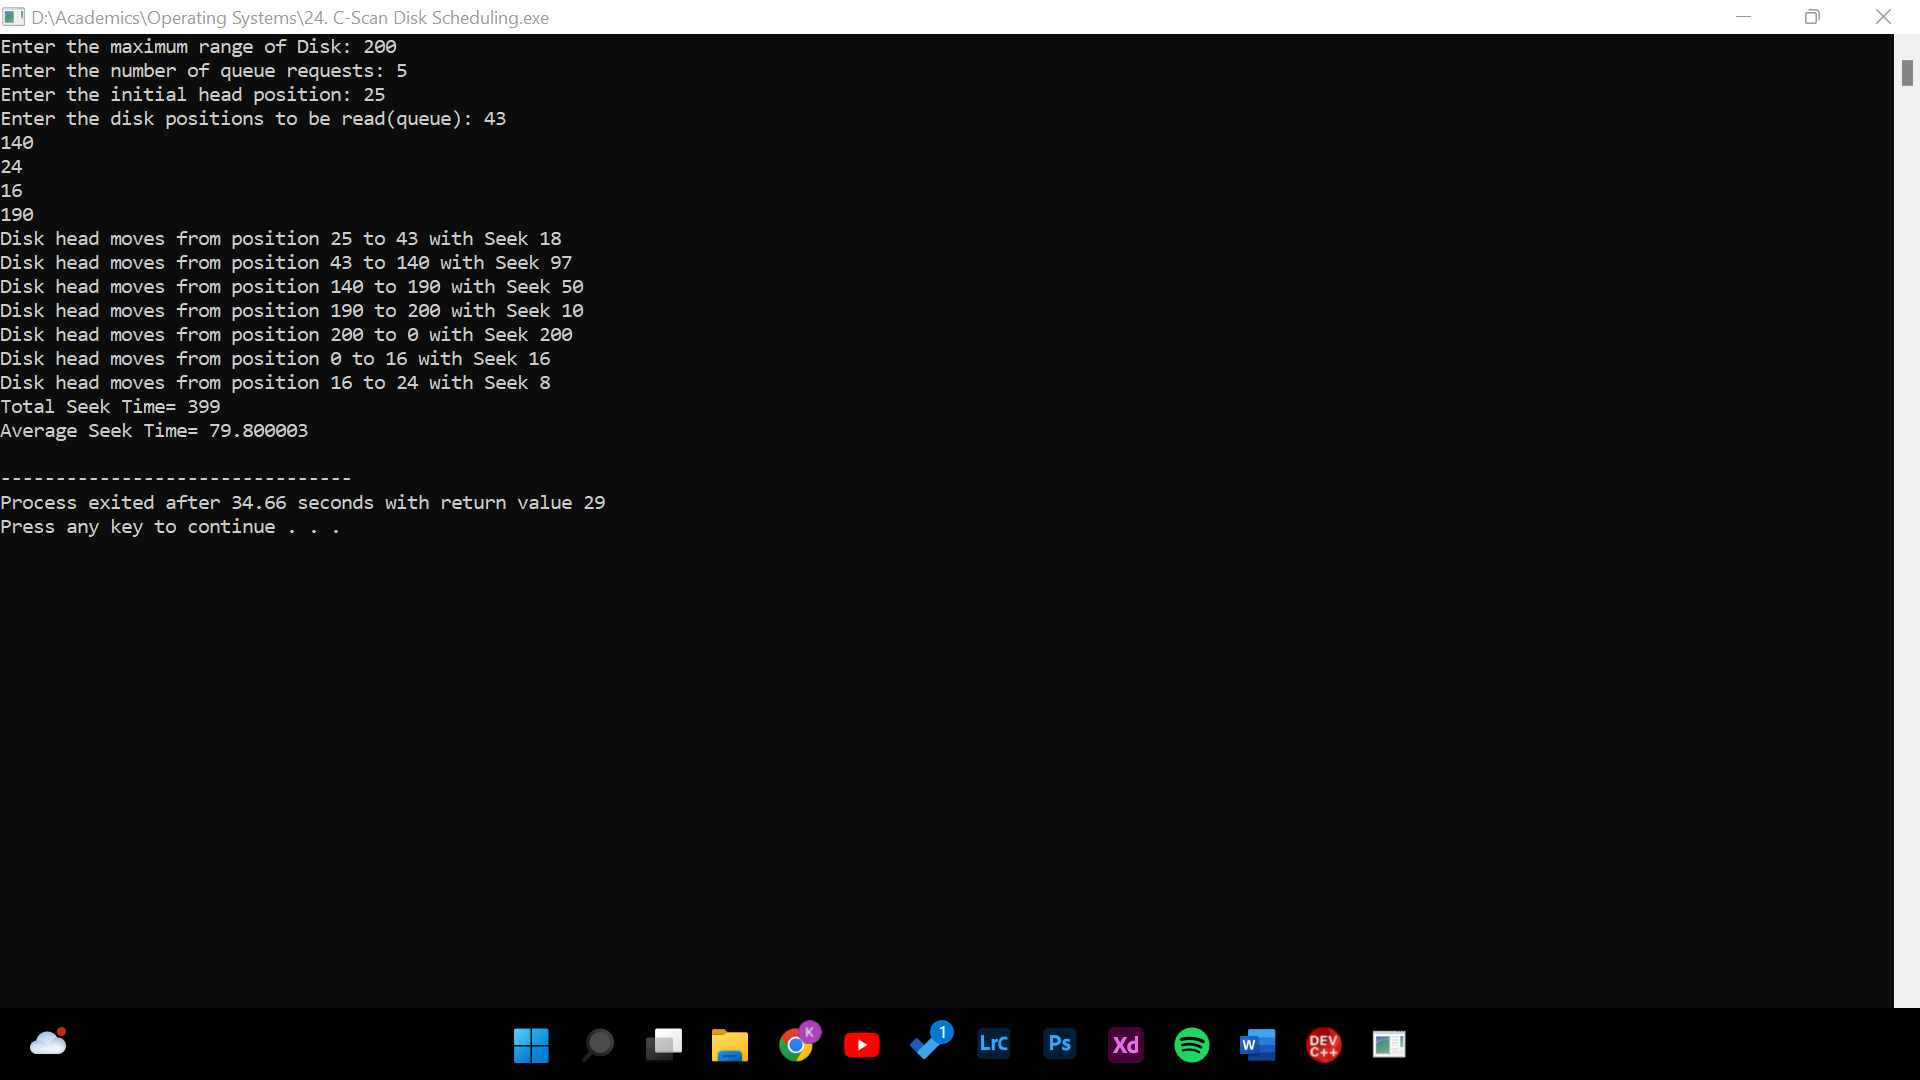 D:\Academics\Operating Systems\24. C-Scan Disk Scheduling.exe
Enter the maximum range of Disk: 200
Enter the number of queue requests: 5
Enter the initial head position: 25
Enter the disk positions to be read(queue): 43
140
24
16
190
Disk head moves from position 25 to 43 with Seek 18
Disk head moves from position 43 to 140 with Seek 97
Disk head moves from position 140 to 190 with Seek 50
Disk head moves from position 190 to 200 with Seek 10
Disk head moves from position 200 to 0 with Seek 200
Disk head moves from position 0 to 16 with Seek 16
Disk head moves from position 16 to 24 with Seek 8
Total Seek Time= 399
Average Seek Time= 79.800003
--------------------------------
Process exited after 34.66 seconds with return value 29
Press any key to continue . . .
K 1 LrC Ps Xd W DEV C++